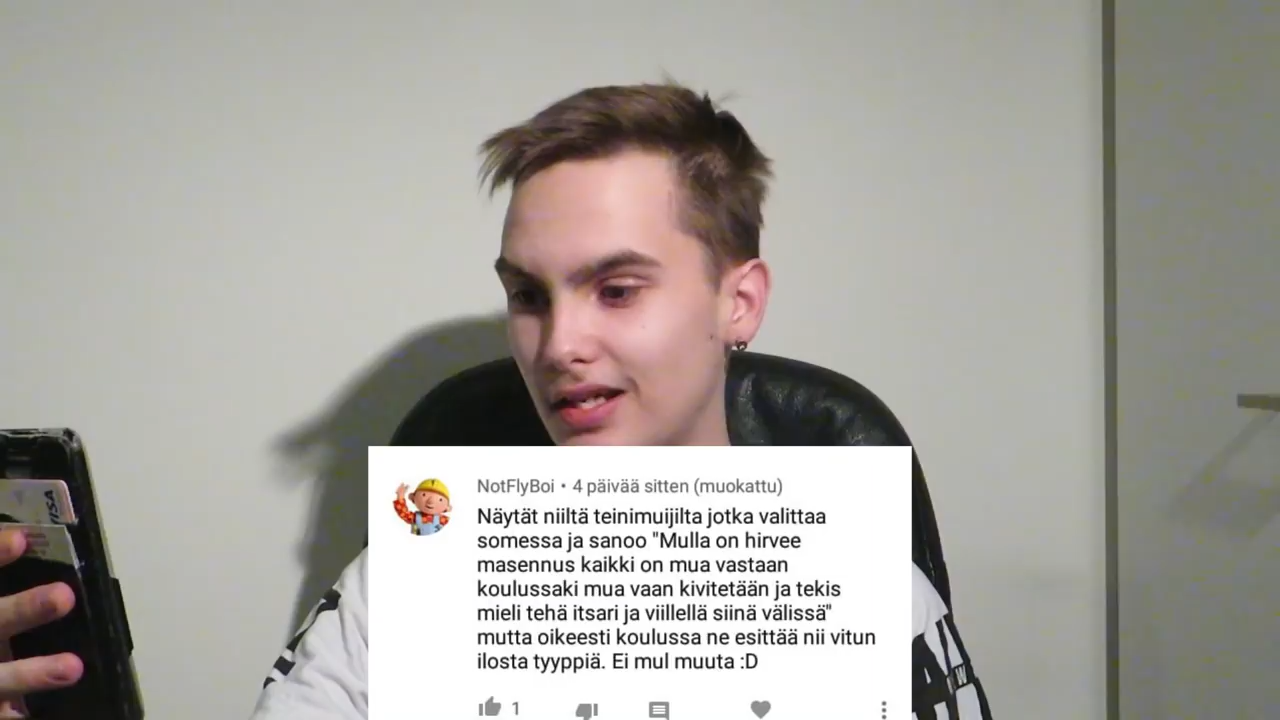 NotFlyBoi • 4 päivää sitten (muokattu)
Näytät niiltä teinimuijilta jotka valittaa
somessa ja sanoo "Mulla on hirvee
masennus kaikki on mua vastaan
koulussaki mua vaan kivitetään ja tekis
mieli tehä itsari ja viillellä siinä välissä"
mutta oikeesti koulussa ne esittää nii vitun
ilosta tyyppiä. Ei mul muuta :D
1
VISA